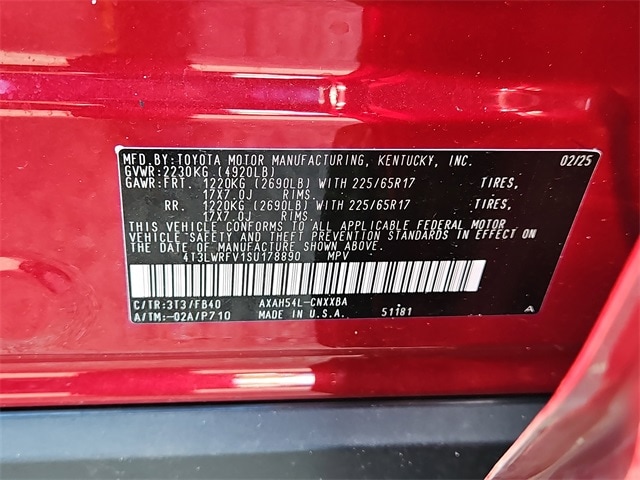 MFD. BY: TOYOTA MOTOR MANUFACTURING, KENTUCKY, INC. 02/25
GVWR: 2230KG (4920LB)
GAWR: FRT. 1220KG (2690LB) WITH 225/65R17 TIRES,
17X7.0J RIMS.
RR. 1220KG (2690LB) WITH 225/65R17 TIRES,
17X7.0J RIMS.
THIS VEHICLE CONFORMS TO ALL APPLICABLE FEDERAL MOTOR
VEHICLE SAFETY AND THEFT PREVENTION STANDARDS IN EFFECT ON
THE DATE OF MANUFACTURE SHOWN ABOVE.
4T3LWRFV1SU178890 MPV
C/TR: 3T3/FB40 AXAH54L-CNXXBA
A/TM: -02A/P710 MADE IN U.S.A. 51181 A